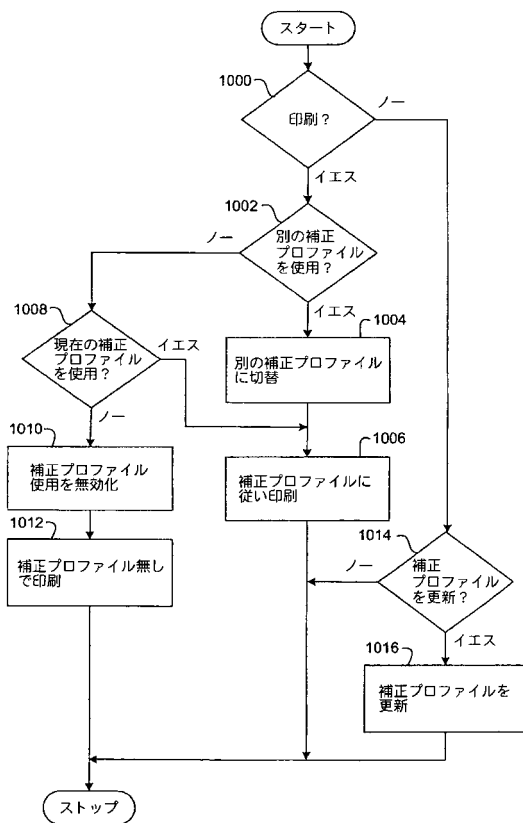 スタート
1000
印刷？
ノー
イエス
1002
別の補正
プロファイル
を使用？
ノー
イエス
1008
現在の補正
プロファイル
を使用？
イエス
ノー
1004
別の補正プロファイル
に切替
1010
補正プロファイル
使用を無効化
1006
補正プロファイルに
従い印刷
1012
補正プロファイル無し
で印刷
1014
補正
プロファイル
を更新？
ノー
イエス
1016
補正プロファイルを
更新
ストップ